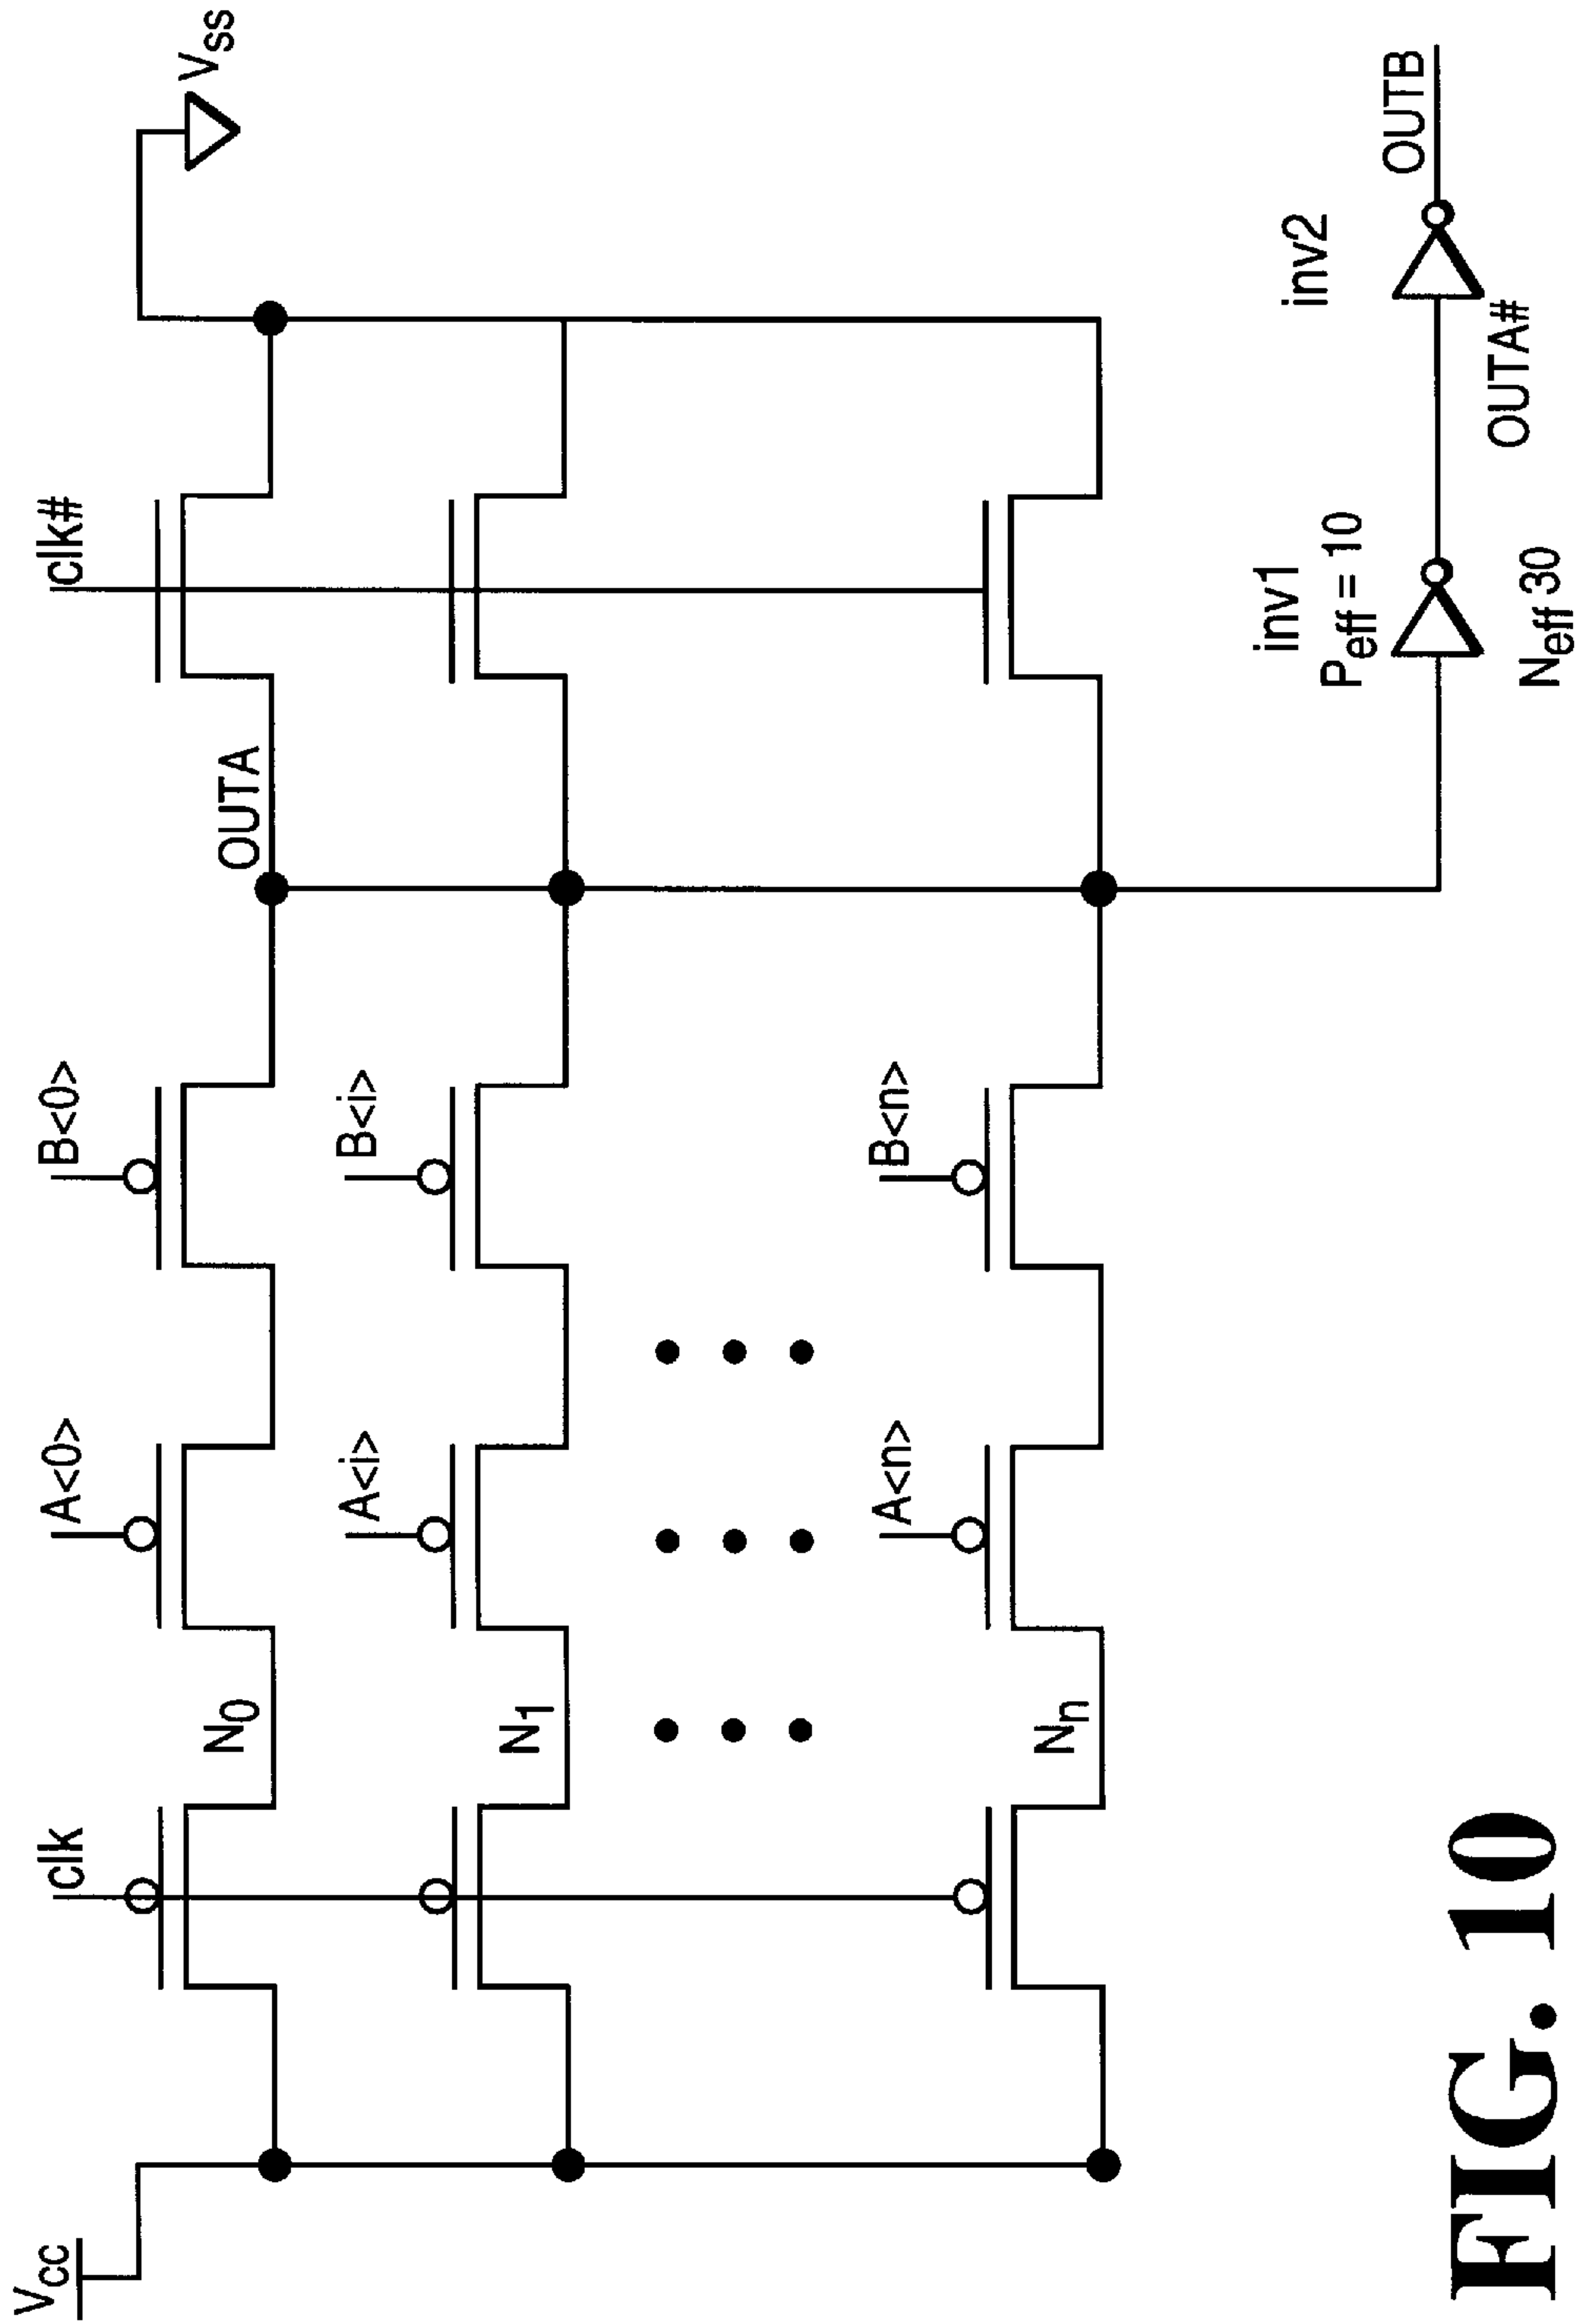 Vcc
clk
A<0>
B<0>
clk#
Vss
N0
OUTA
A<i>
B<i>
N1
A<n>
B<n>
Nn
inv1
inv2
Peff = 10
OUTB
Neff 30
OUTA#
FIG. 10